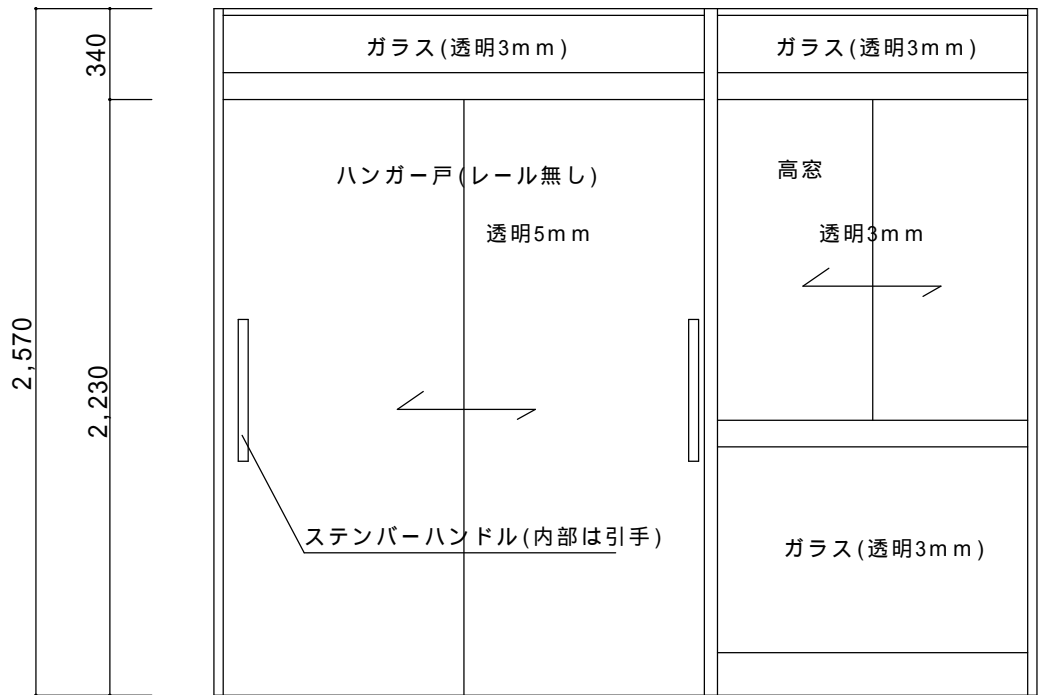 340
2,570
2,230
ガラス(透明3mm)
ガラス(透明3mm)
ハンガー戸(レール無し)
高窓
透明5mm
透明3mm
ステンバーハンドル(内部は引手)
ガラス(透明3mm)